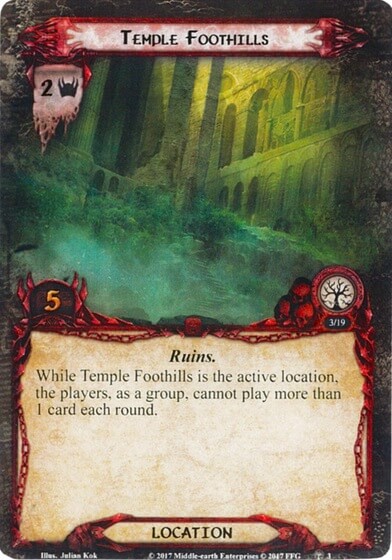 Temple Foothills
2
5
3/19
Ruins.
While Temple Foothills is the active location,
the players, as a group, cannot play more than
1 card each round.
LOCATION
Illus. Julian Kok © 2017 Middle-earth Enterprises © 2017 FFG 3